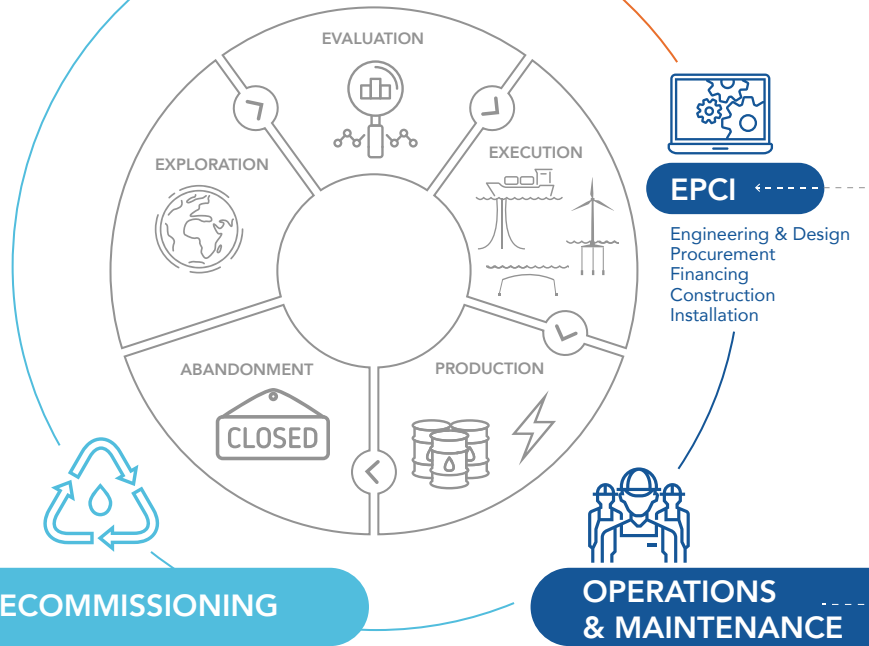 EVALUATION
EXPLORATION
EXECUTION
EPCI
Engineering & Design
Procurement
Financing
Construction
Installation
ABANDONMENT
PRODUCTION
CLOSED
ECOMMISSIONING
OPERATIONS
& MAINTENANCE